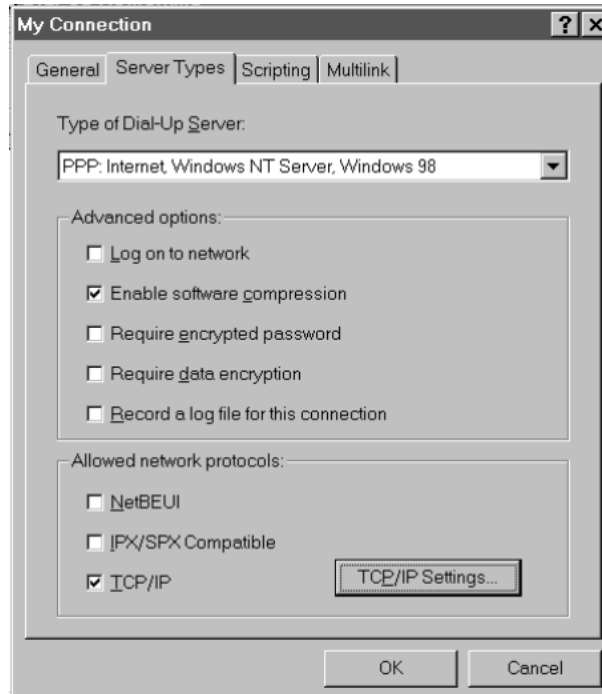 My Connection
General Server Types Scripting Multilink
Type of Dial-Up Server:
PPP: Internet, Windows NT Server, Windows 98
Advanced options:
Log on to network
Enable software compression
Require encrypted password
Require data encryption
Record a log file for this connection
Allowed network protocols:
NetBEUI
IPX/SPX Compatible
TCP/IP TCP/IP Settings...
OK Cancel